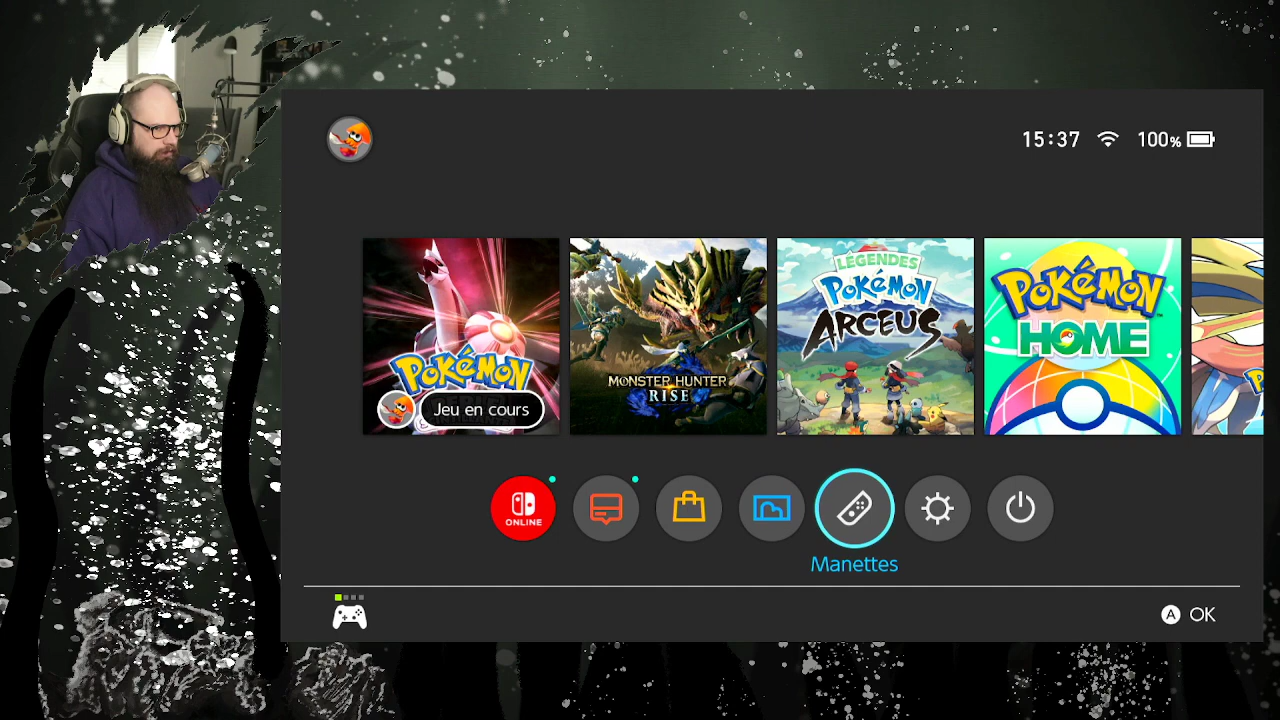 15:37
100%
POKéMON
Jeu en cours
MONSTER HUNTER
RISE
LÉGENDES
POKéMON
ARCEUS
POKéMON
HOME
ONLINE
Manettes
A OK